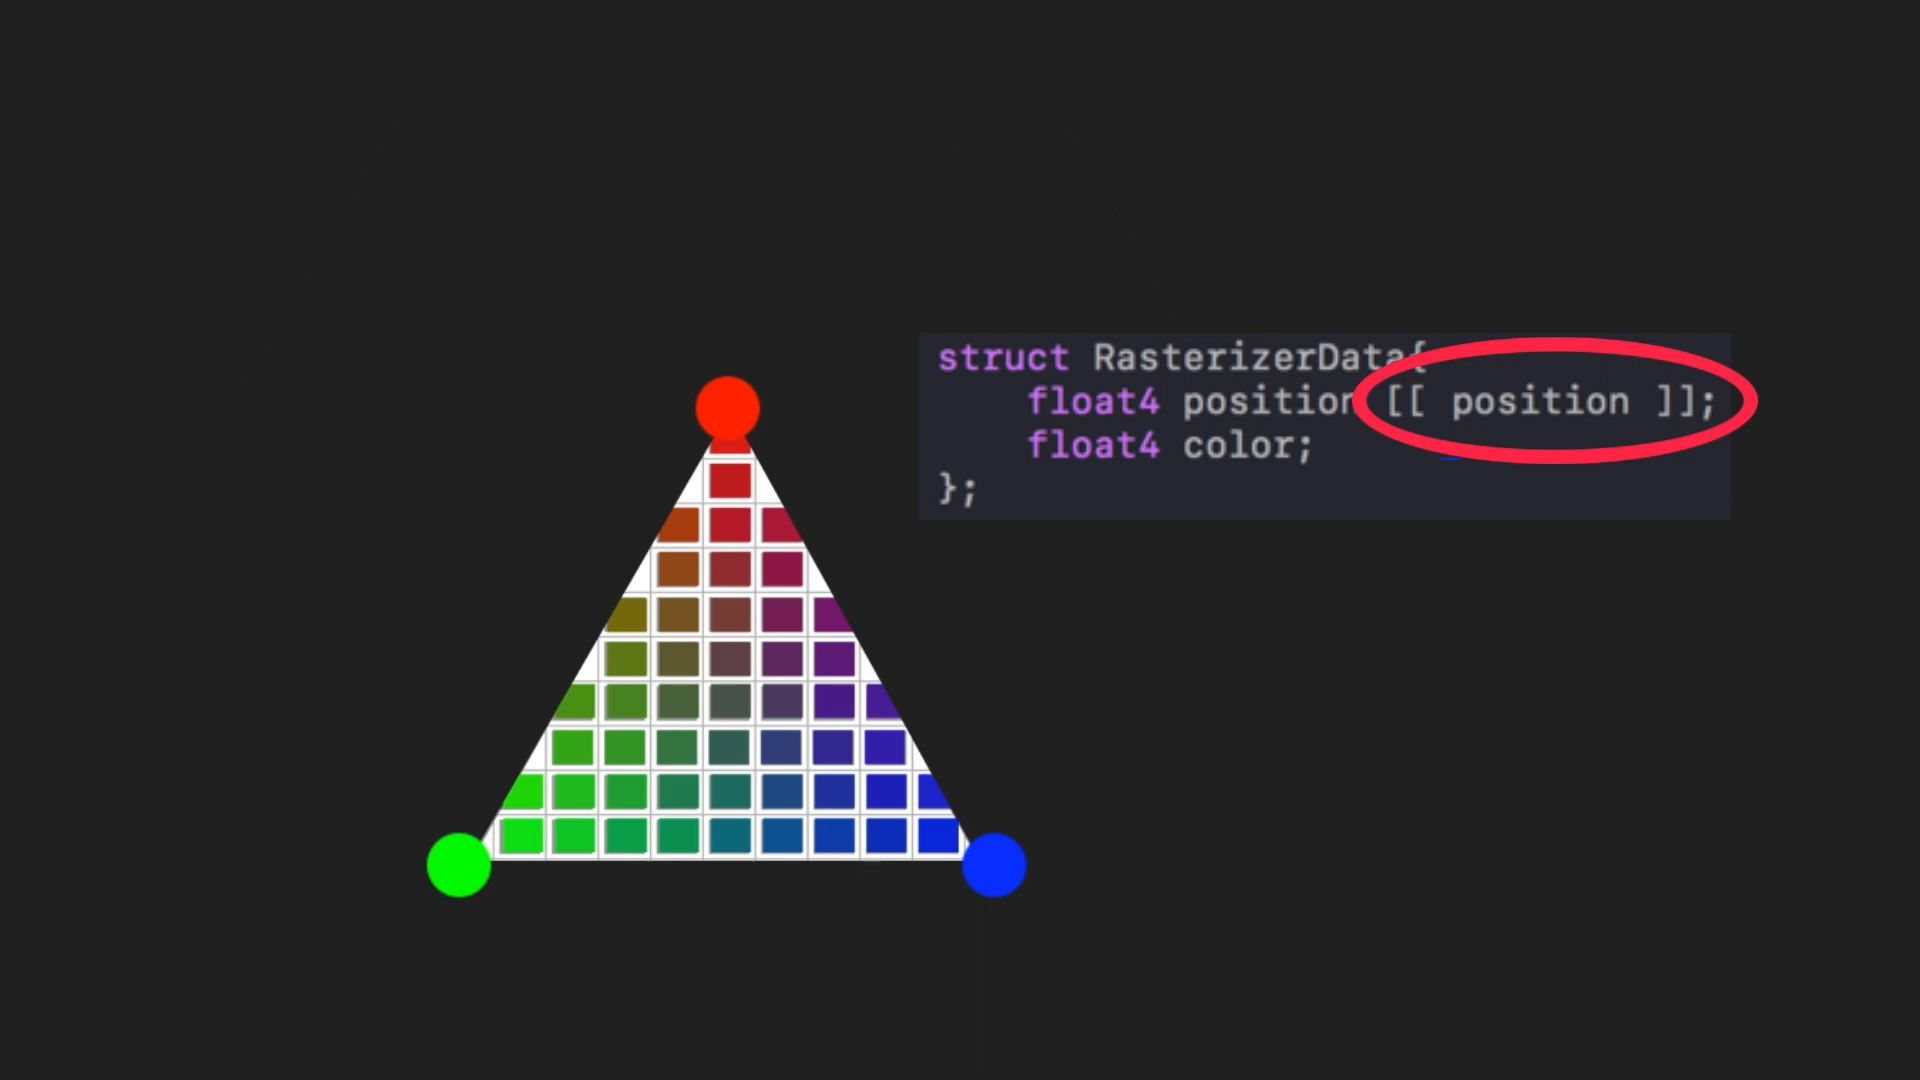 struct RasterizerData{
    float4 position [[ position ]];
    float4 color;
};